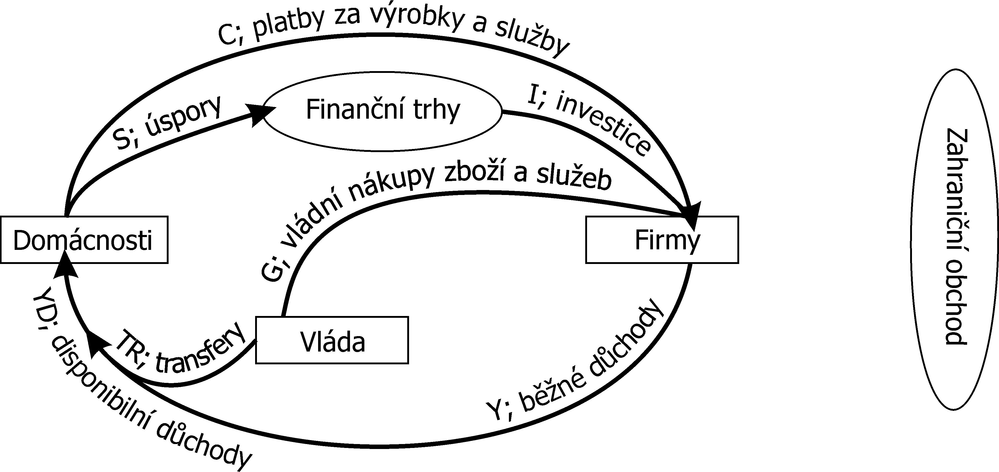 C; platby za výrobky a služby
S; úspory
Finanční trhy
I; investice
G; vládní nákupy zboží a služeb
Domácnosti
Firmy
Zahraniční obchod
Vláda
YD; disponibilní důchody
TR; transfery
Y; běžné důchody